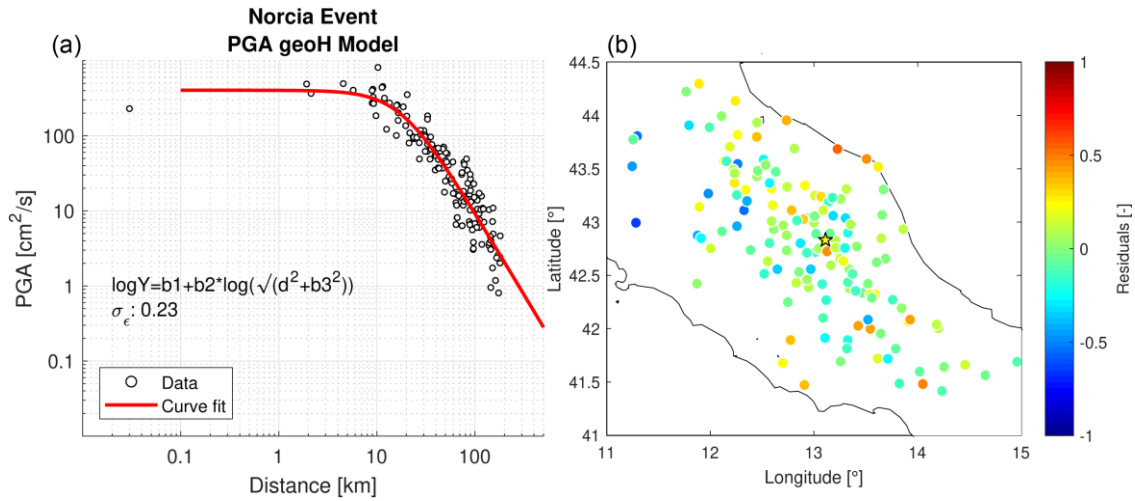 Norcia Event
PGA geoH Model
(a)
PGA [cm²/s]
100
10
1
0.1
logY=b1+b2*log(√(d²+b3²))
σ_ϵ: 0.23
Data
Curve fit
0.1 1 10 100
Distance [km]
(b)
Latitude [°]
44.5
44
43.5
43
42.5
42
41.5
41
11 12 13 14 15
Longitude [°]
1
0.5
0
-0.5
-1
Residuals [-]